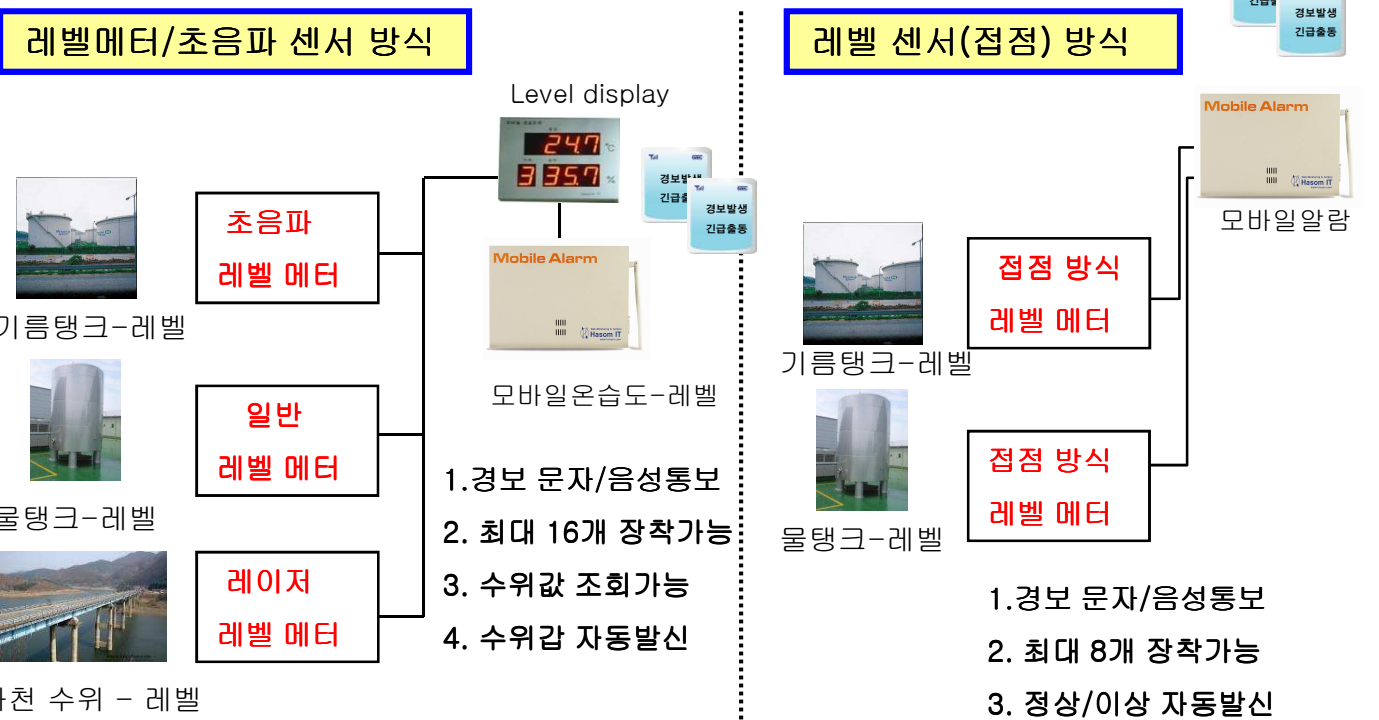 레벨메터/초음파 센서 방식
Level display
24.7 ℃
3 35.7 %
경보발생
긴급출동
초음파
레벨 메터
Mobile Alarm
Hasom IT
기름탱크-레벨
모바일온습도-레벨
일반
레벨 메터
물탱크-레벨
레이저
레벨 메터
수위 - 레벨
1.경보 문자/음성통보
2. 최대 16개 장착가능
3. 수위값 조회가능
4. 수위갑 자동발신
레벨 센서(접점) 방식
경보발생
긴급출동
Mobile Alarm
Hasom IT
모바일알람
접점 방식
레벨 메터
기름탱크-레벨
접점 방식
레벨 메터
물탱크-레벨
1.경보 문자/음성통보
2. 최대 8개 장착가능
3. 정상/이상 자동발신